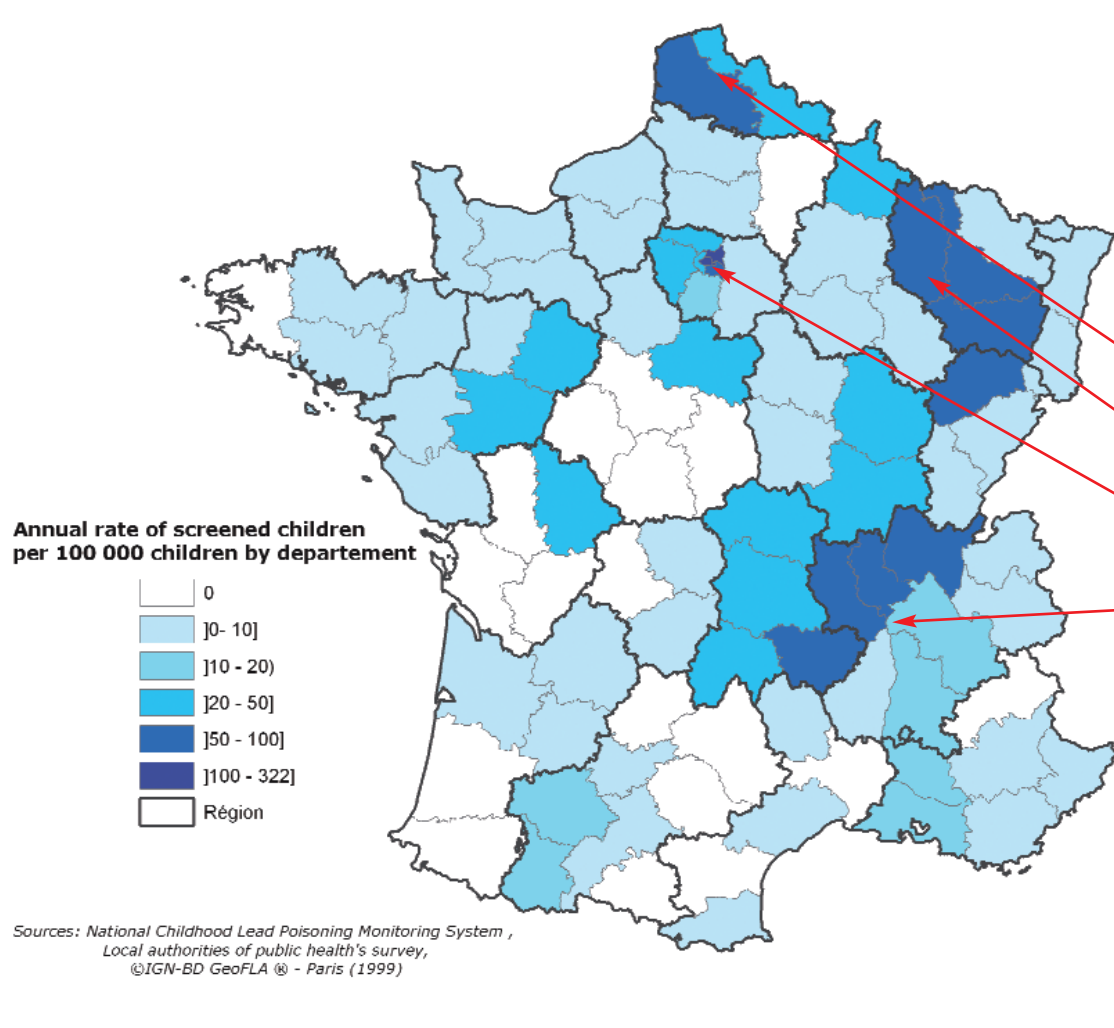 Annual rate of screened children
per 100 000 children by departement
0
]0- 10]
]10 - 20)
]20 - 50]
]50 - 100]
]100 - 322]
Région
Sources: National Childhood Lead Poisoning Monitoring System ,
Local authorities of public health's survey,
©IGN-BD GeoFLA ® - Paris (1999)